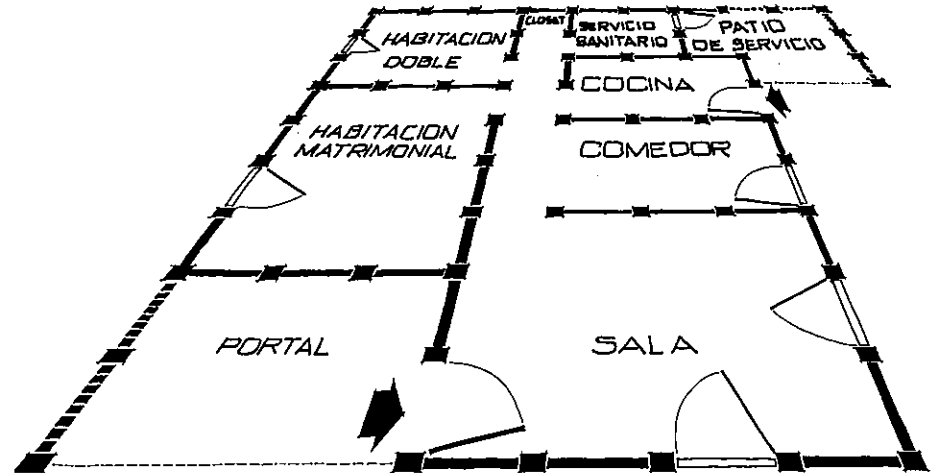 HABITACION
DOBLE
CLOSET
SERVICIO
SANITARIO
PATIO
DE SERVICIO
COCINA
HABITACION
MATRIMONIAL
COMEDOR
PORTAL
SALA